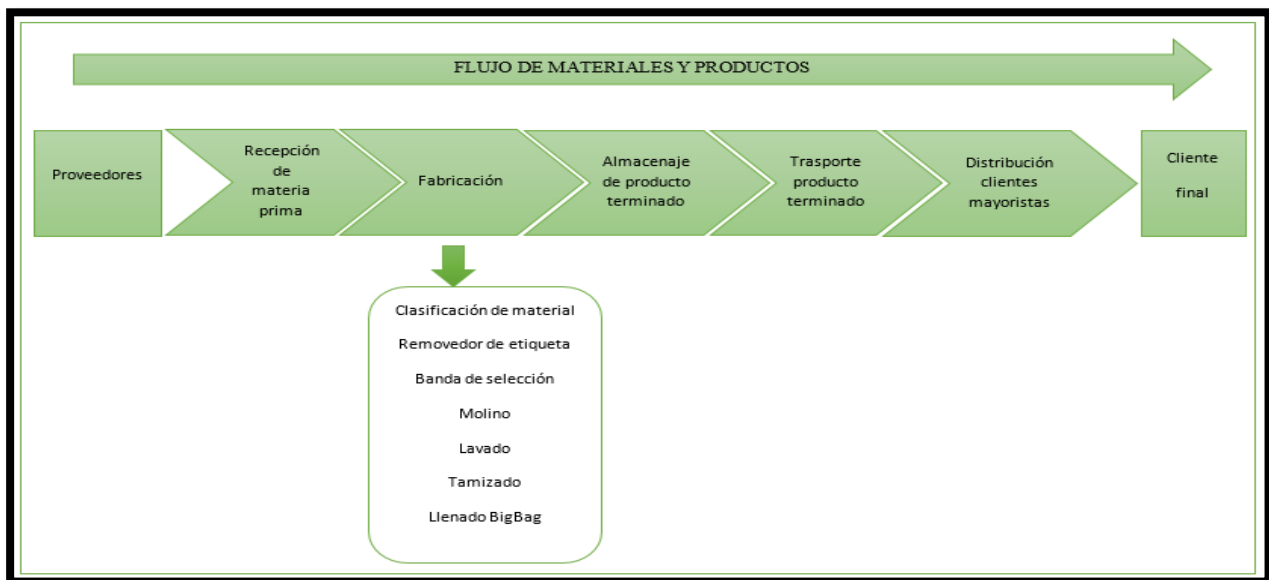 FLUJO DE MATERIALES Y PRODUCTOS
Proveedores
Recepción
de
materia
prima
Fabricación
Almacenaje
de producto
terminado
Trasporte
producto
terminado
Distribución
clientes
mayoristas
Cliente
final
Clasificación de material
Removedor de etiqueta
Banda de selección
Molino
Lavado
Tamizado
Llenado BigBag